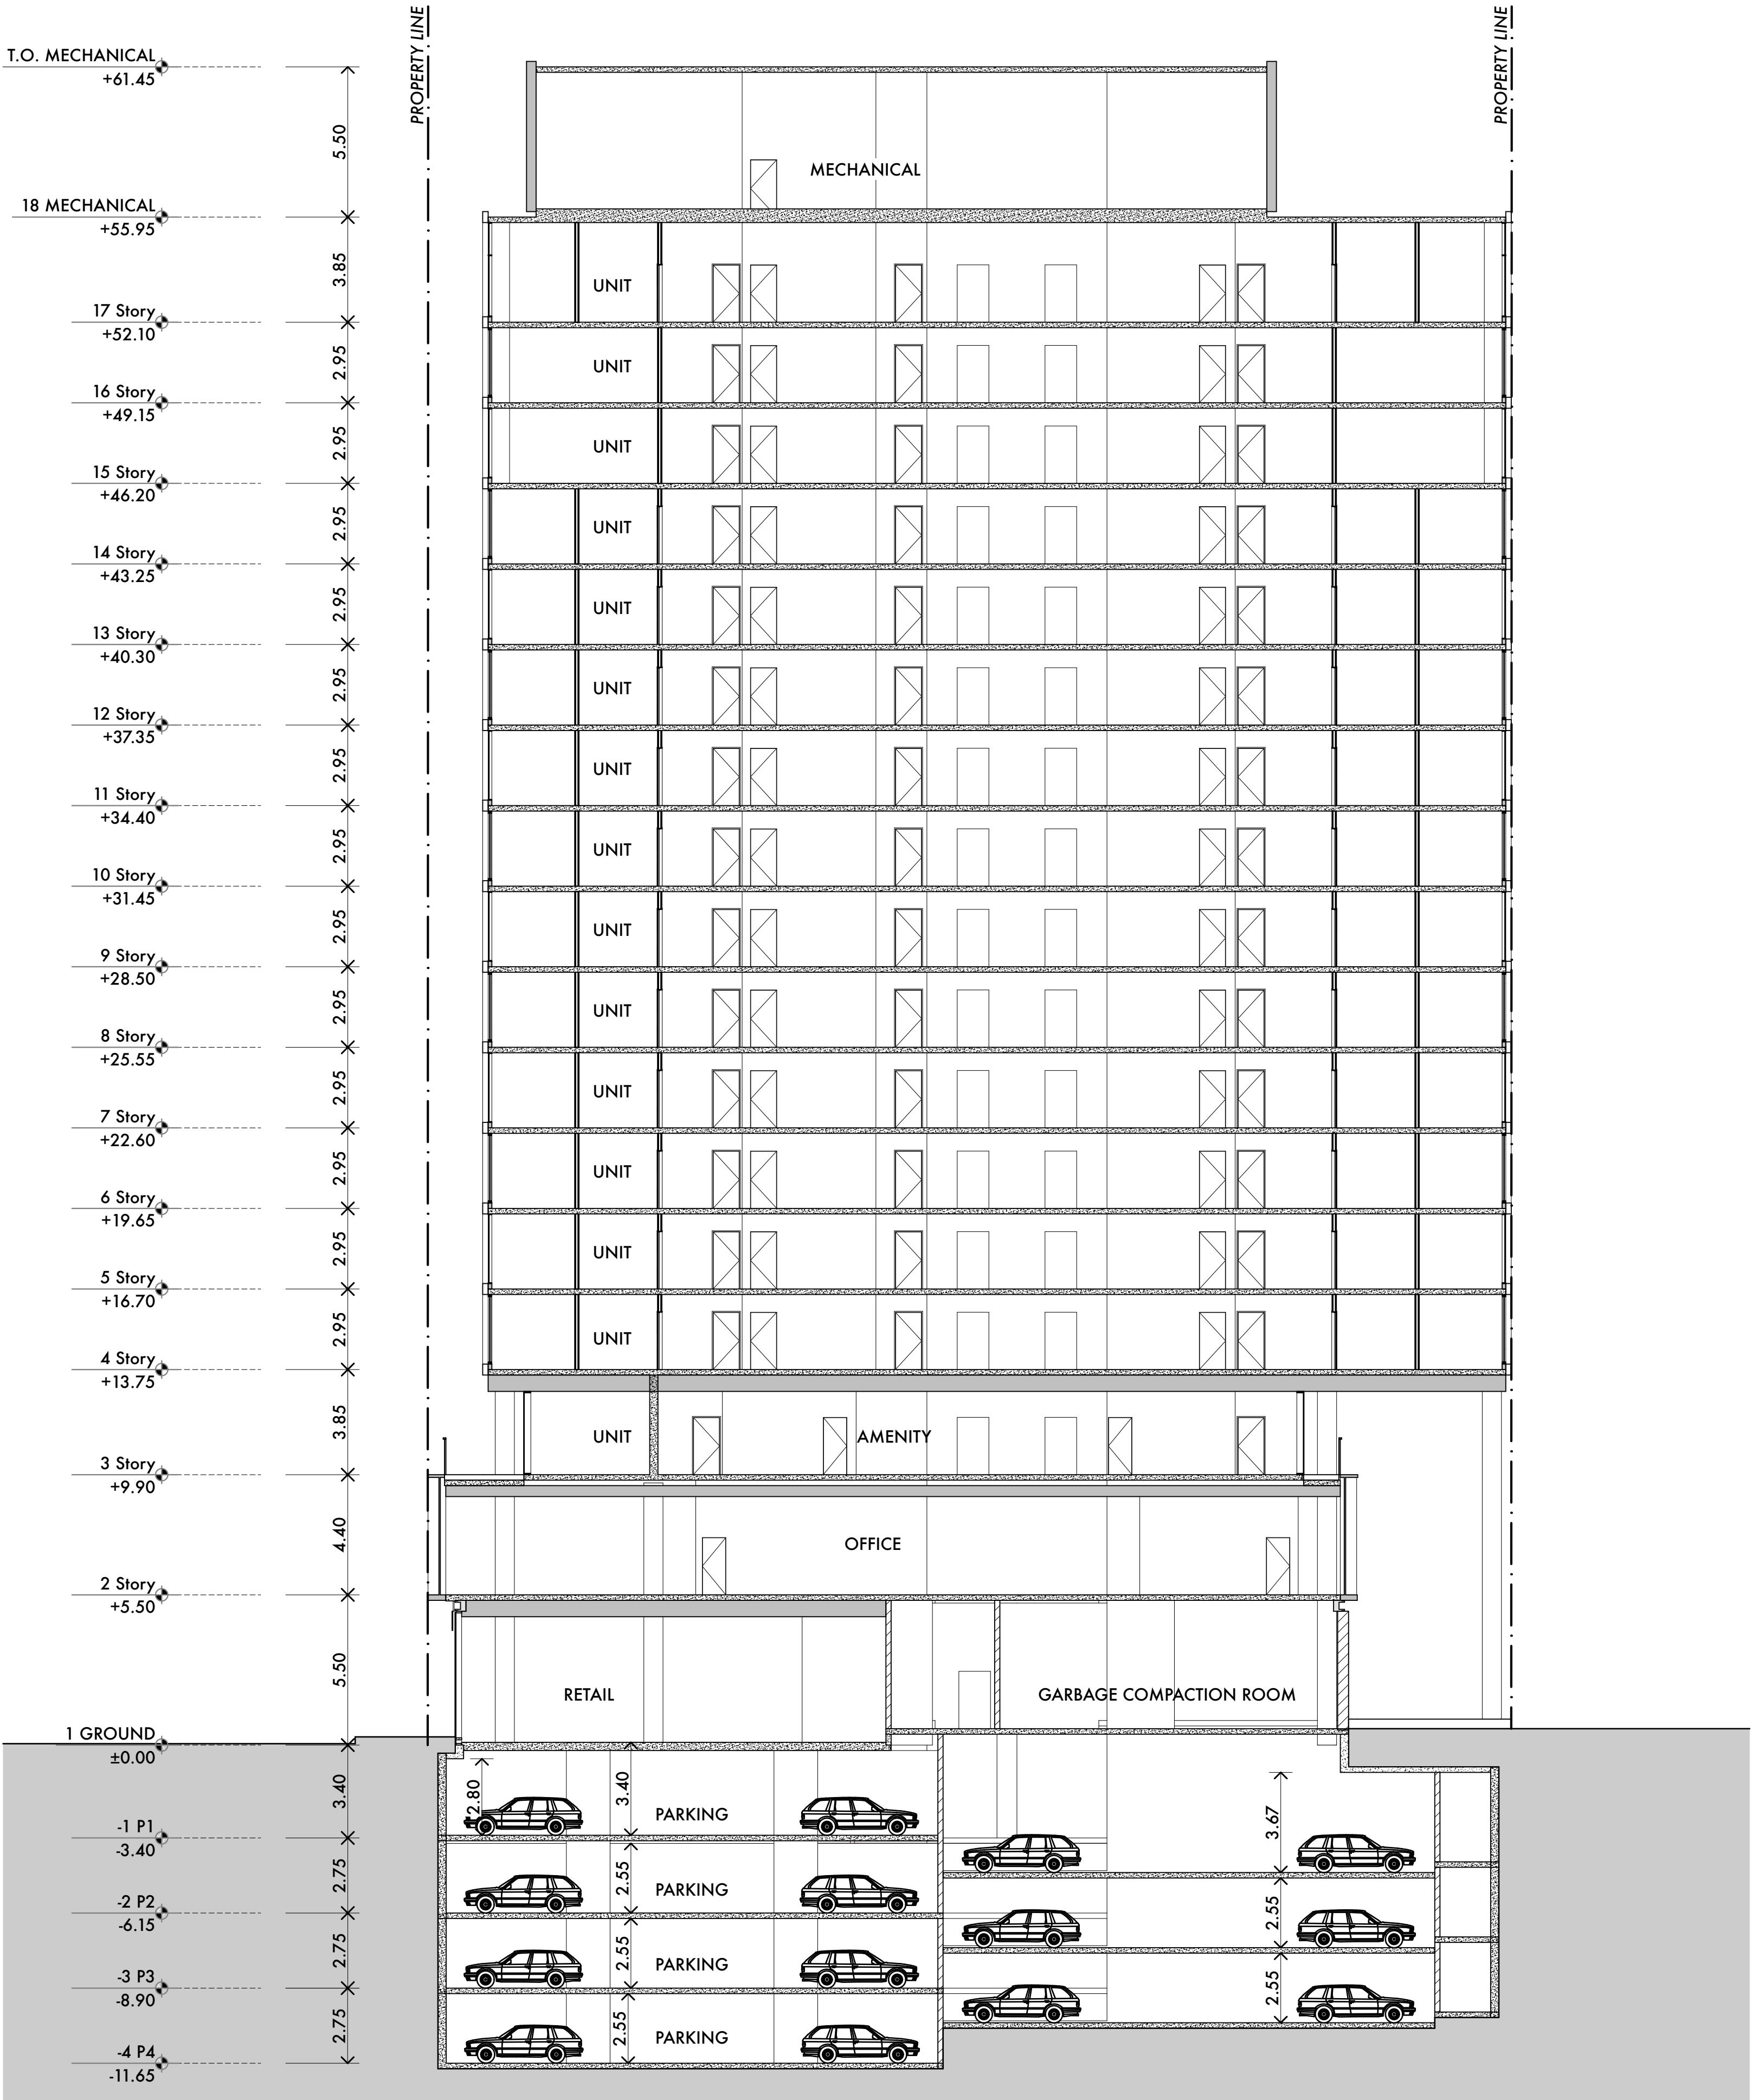 PROPERTY LINE
PROPERTY LINE
T.O. MECHANICAL
+61.45
5.50
MECHANICAL
18 MECHANICAL
+55.95
3.85
UNIT
17 Story
+52.10
2.95
UNIT
16 Story
+49.15
2.95
UNIT
15 Story
+46.20
2.95
UNIT
14 Story
+43.25
2.95
UNIT
13 Story
+40.30
2.95
UNIT
12 Story
+37.35
2.95
UNIT
11 Story
+34.40
2.95
UNIT
10 Story
+31.45
2.95
UNIT
9 Story
+28.50
2.95
UNIT
8 Story
+25.55
2.95
UNIT
7 Story
+22.60
2.95
UNIT
6 Story
+19.65
2.95
UNIT
5 Story
+16.70
2.95
UNIT
4 Story
+13.75
3.85
UNIT
AMENITY
3 Story
+9.90
4.40
OFFICE
2 Story
+5.50
5.50
RETAIL
GARBAGE COMPACTION ROOM
1 GROUND
±0.00
3.40
2.80
3.40
PARKING
3.67
-1 P1
-3.40
2.75
2.55
PARKING
2.55
-2 P2
-6.15
2.75
2.55
PARKING
2.55
-3 P3
-8.90
2.75
2.55
PARKING
-4 P4
-11.65